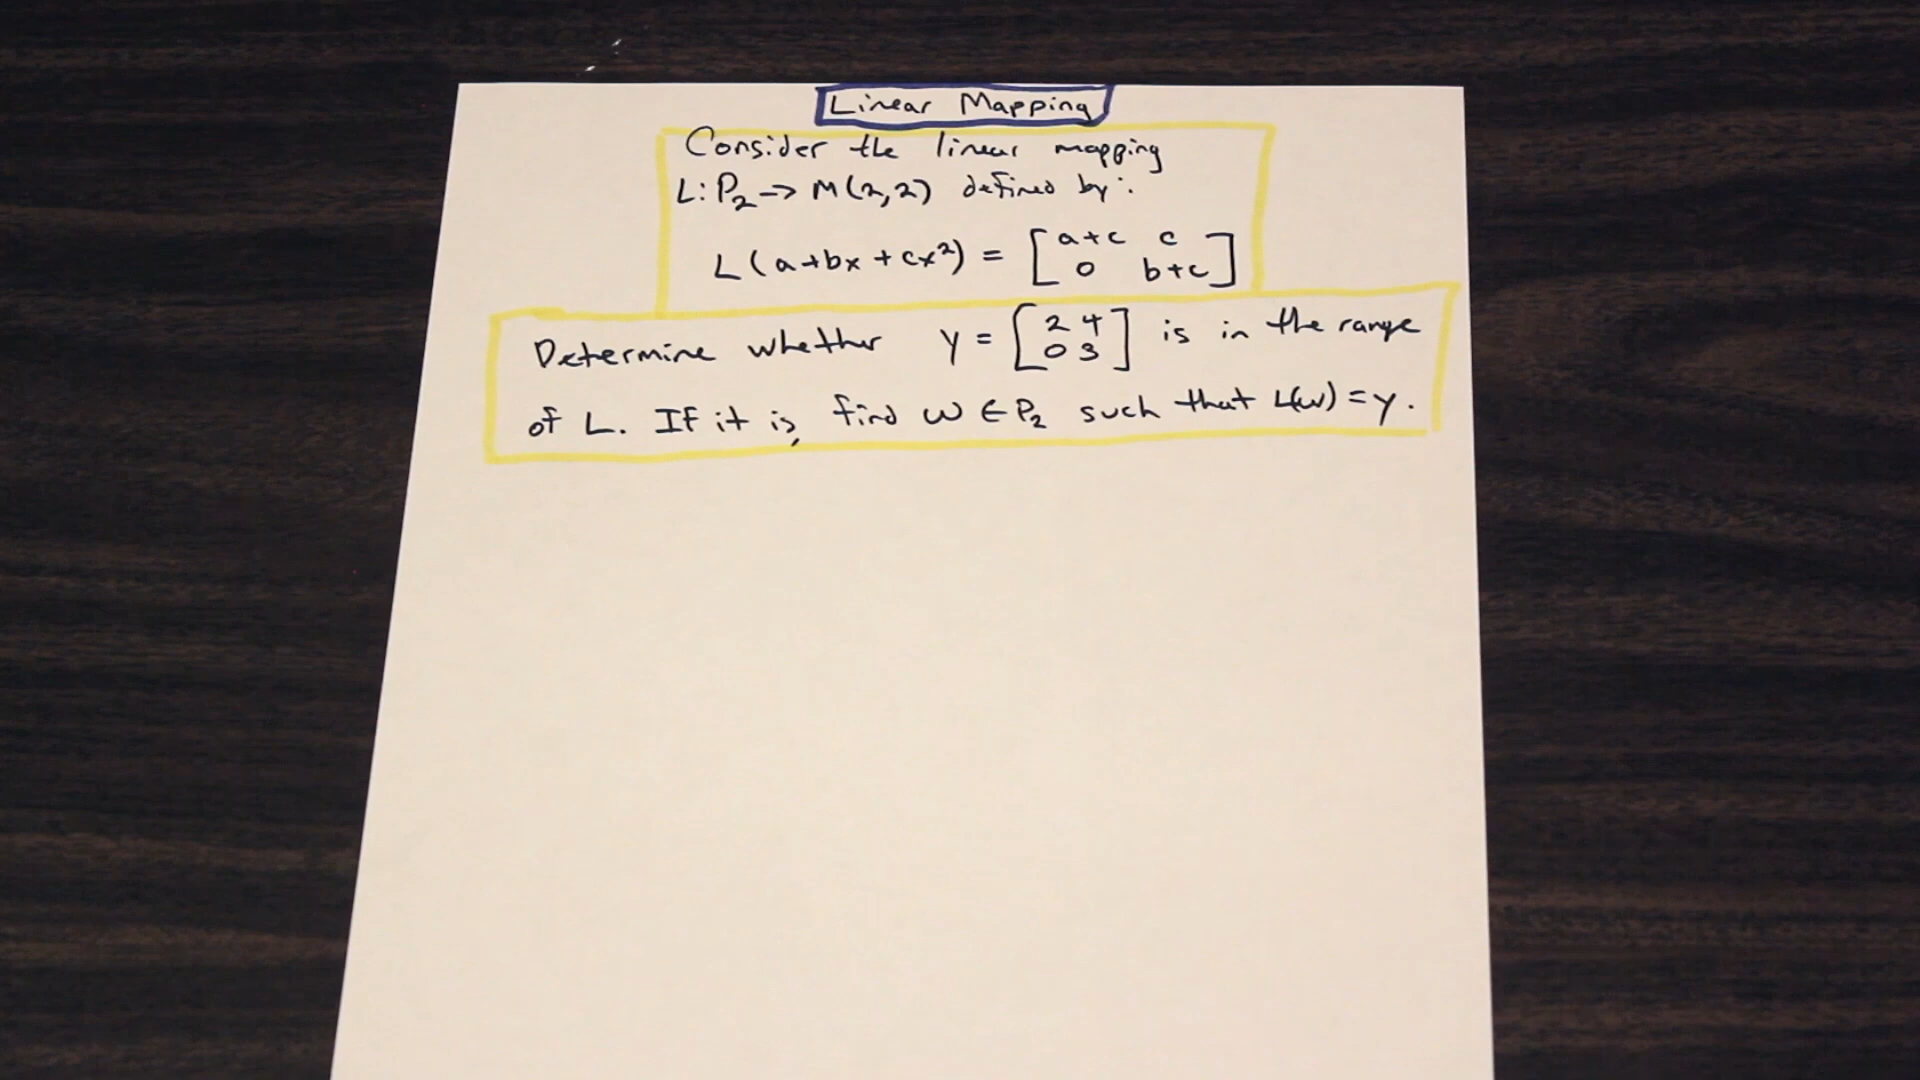 Linear Mapping
Consider the linear mapping
L: P₂ → M(2,2) defined by:
L(a+bx+cx²) = [a+c c
0 b+c]
Determine whether y = [2 4
0 3] is in the range
of L. If it is, find w ∈ P₂ such that L(w) = y.